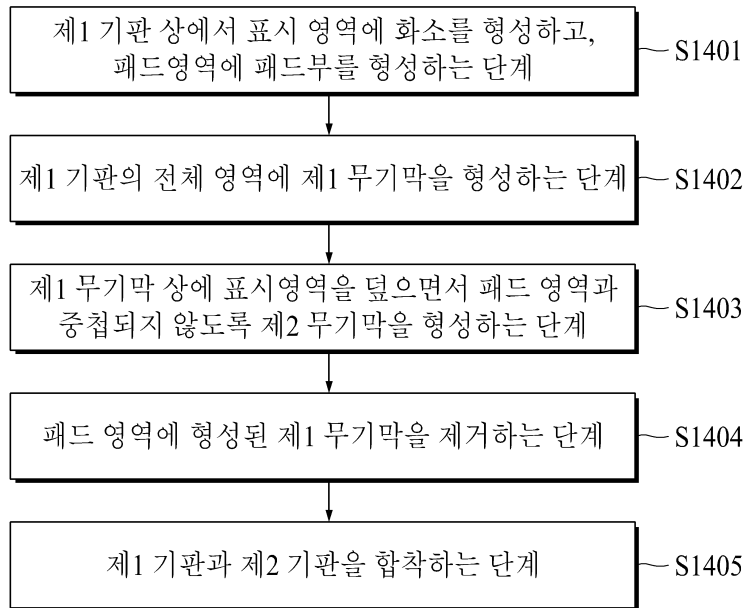 제1 기판 상에서 표시 영역에 화소를 형성하고,
패드영역에 패드부를 형성하는 단계
S1401
제1 기판의 전체 영역에 제1 무기막을 형성하는 단계
S1402
제1 무기막 상에 표시영역을 덮으면서 패드 영역과
중첩되지 않도록 제2 무기막을 형성하는 단계
S1403
패드 영역에 형성된 제1 무기막을 제거하는 단계
S1404
제1 기판과 제2 기판을 합착하는 단계
S1405